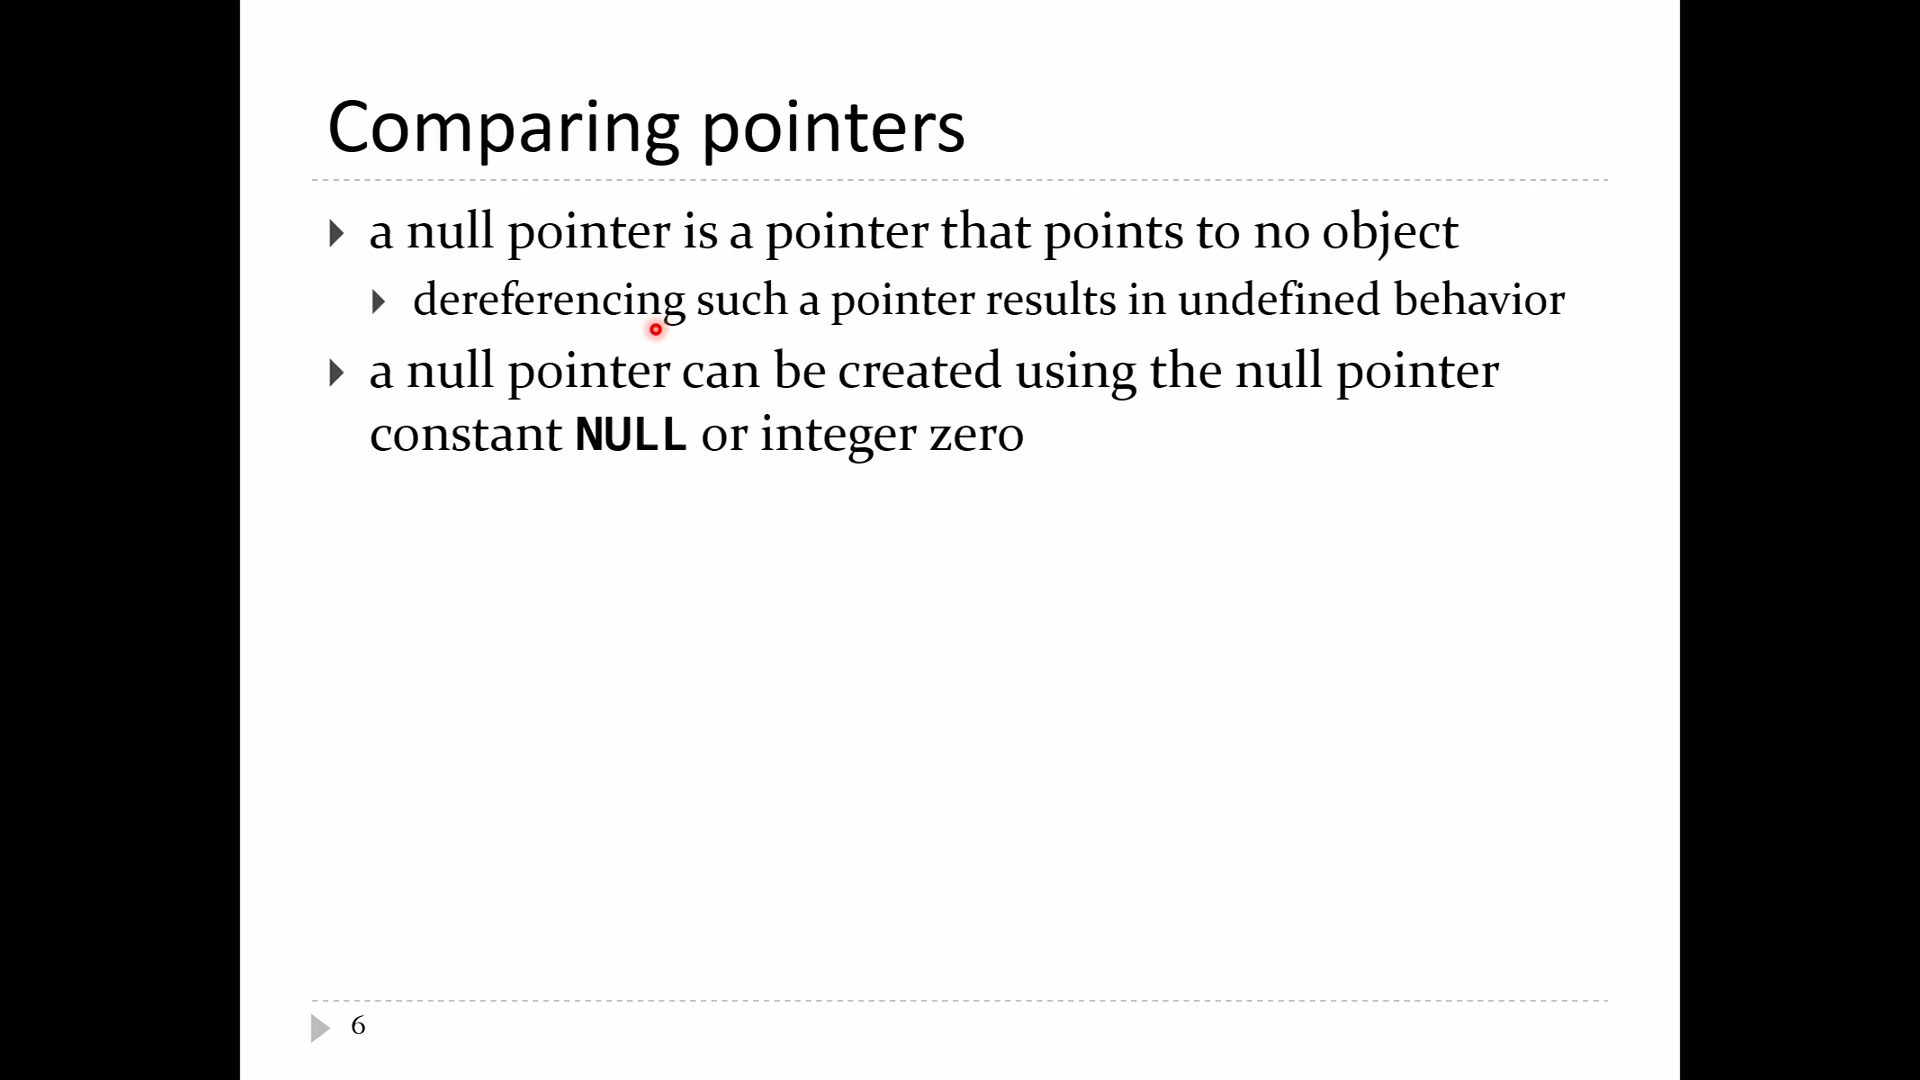 Comparing pointers
a null pointer is a pointer that points to no object
dereferencing such a pointer results in undefined behavior
a null pointer can be created using the null pointer
constant NULL or integer zero
6